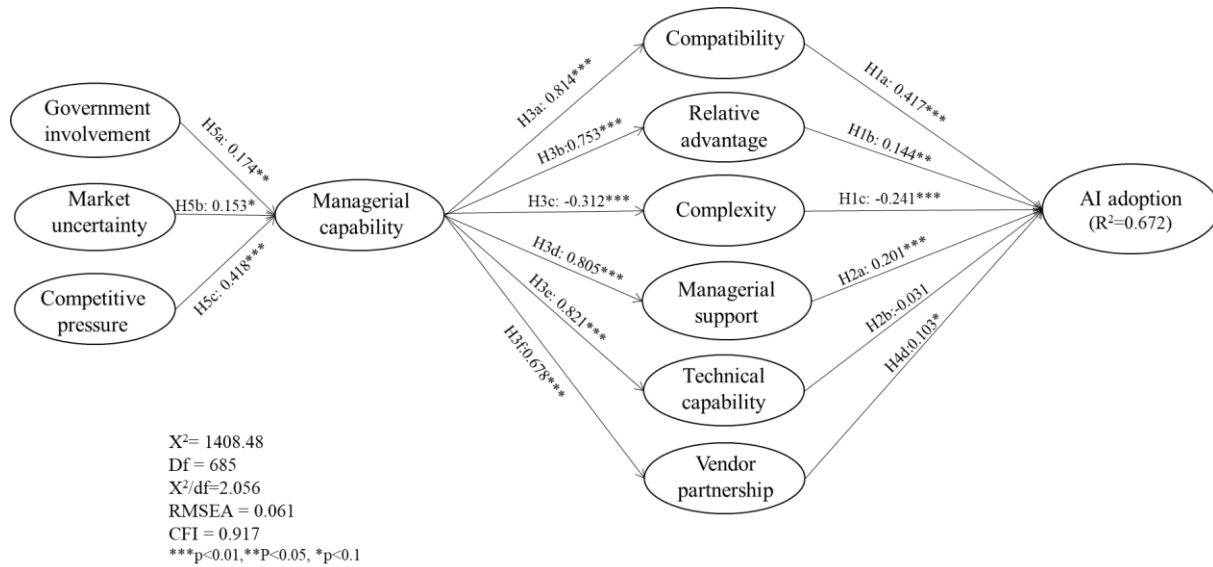 Government
involvement
Market
uncertainty
Competitive
pressure
H5a: 0.174**
H5b: 0.153*
H5c: 0.418***
Managerial
capability
H3a: 0.814***
H3b:0.753***
H3c: -0.312***
H3d: 0.805***
H3e: 0.821***
H3f:0.678***
Compatibility
Relative
advantage
Complexity
Managerial
support
Technical
capability
Vendor
partnership
H1a: 0.417***
H1b: 0.144**
H1c: -0.241***
H2a: 0.201***
H2b:-0.031
H4d:0.103*
AI adoption
(R²=0.672)
X²= 1408.48
Df = 685
X²/df=2.056
RMSEA = 0.061
CFI = 0.917
***p<0.01,**P<0.05, *p<0.1